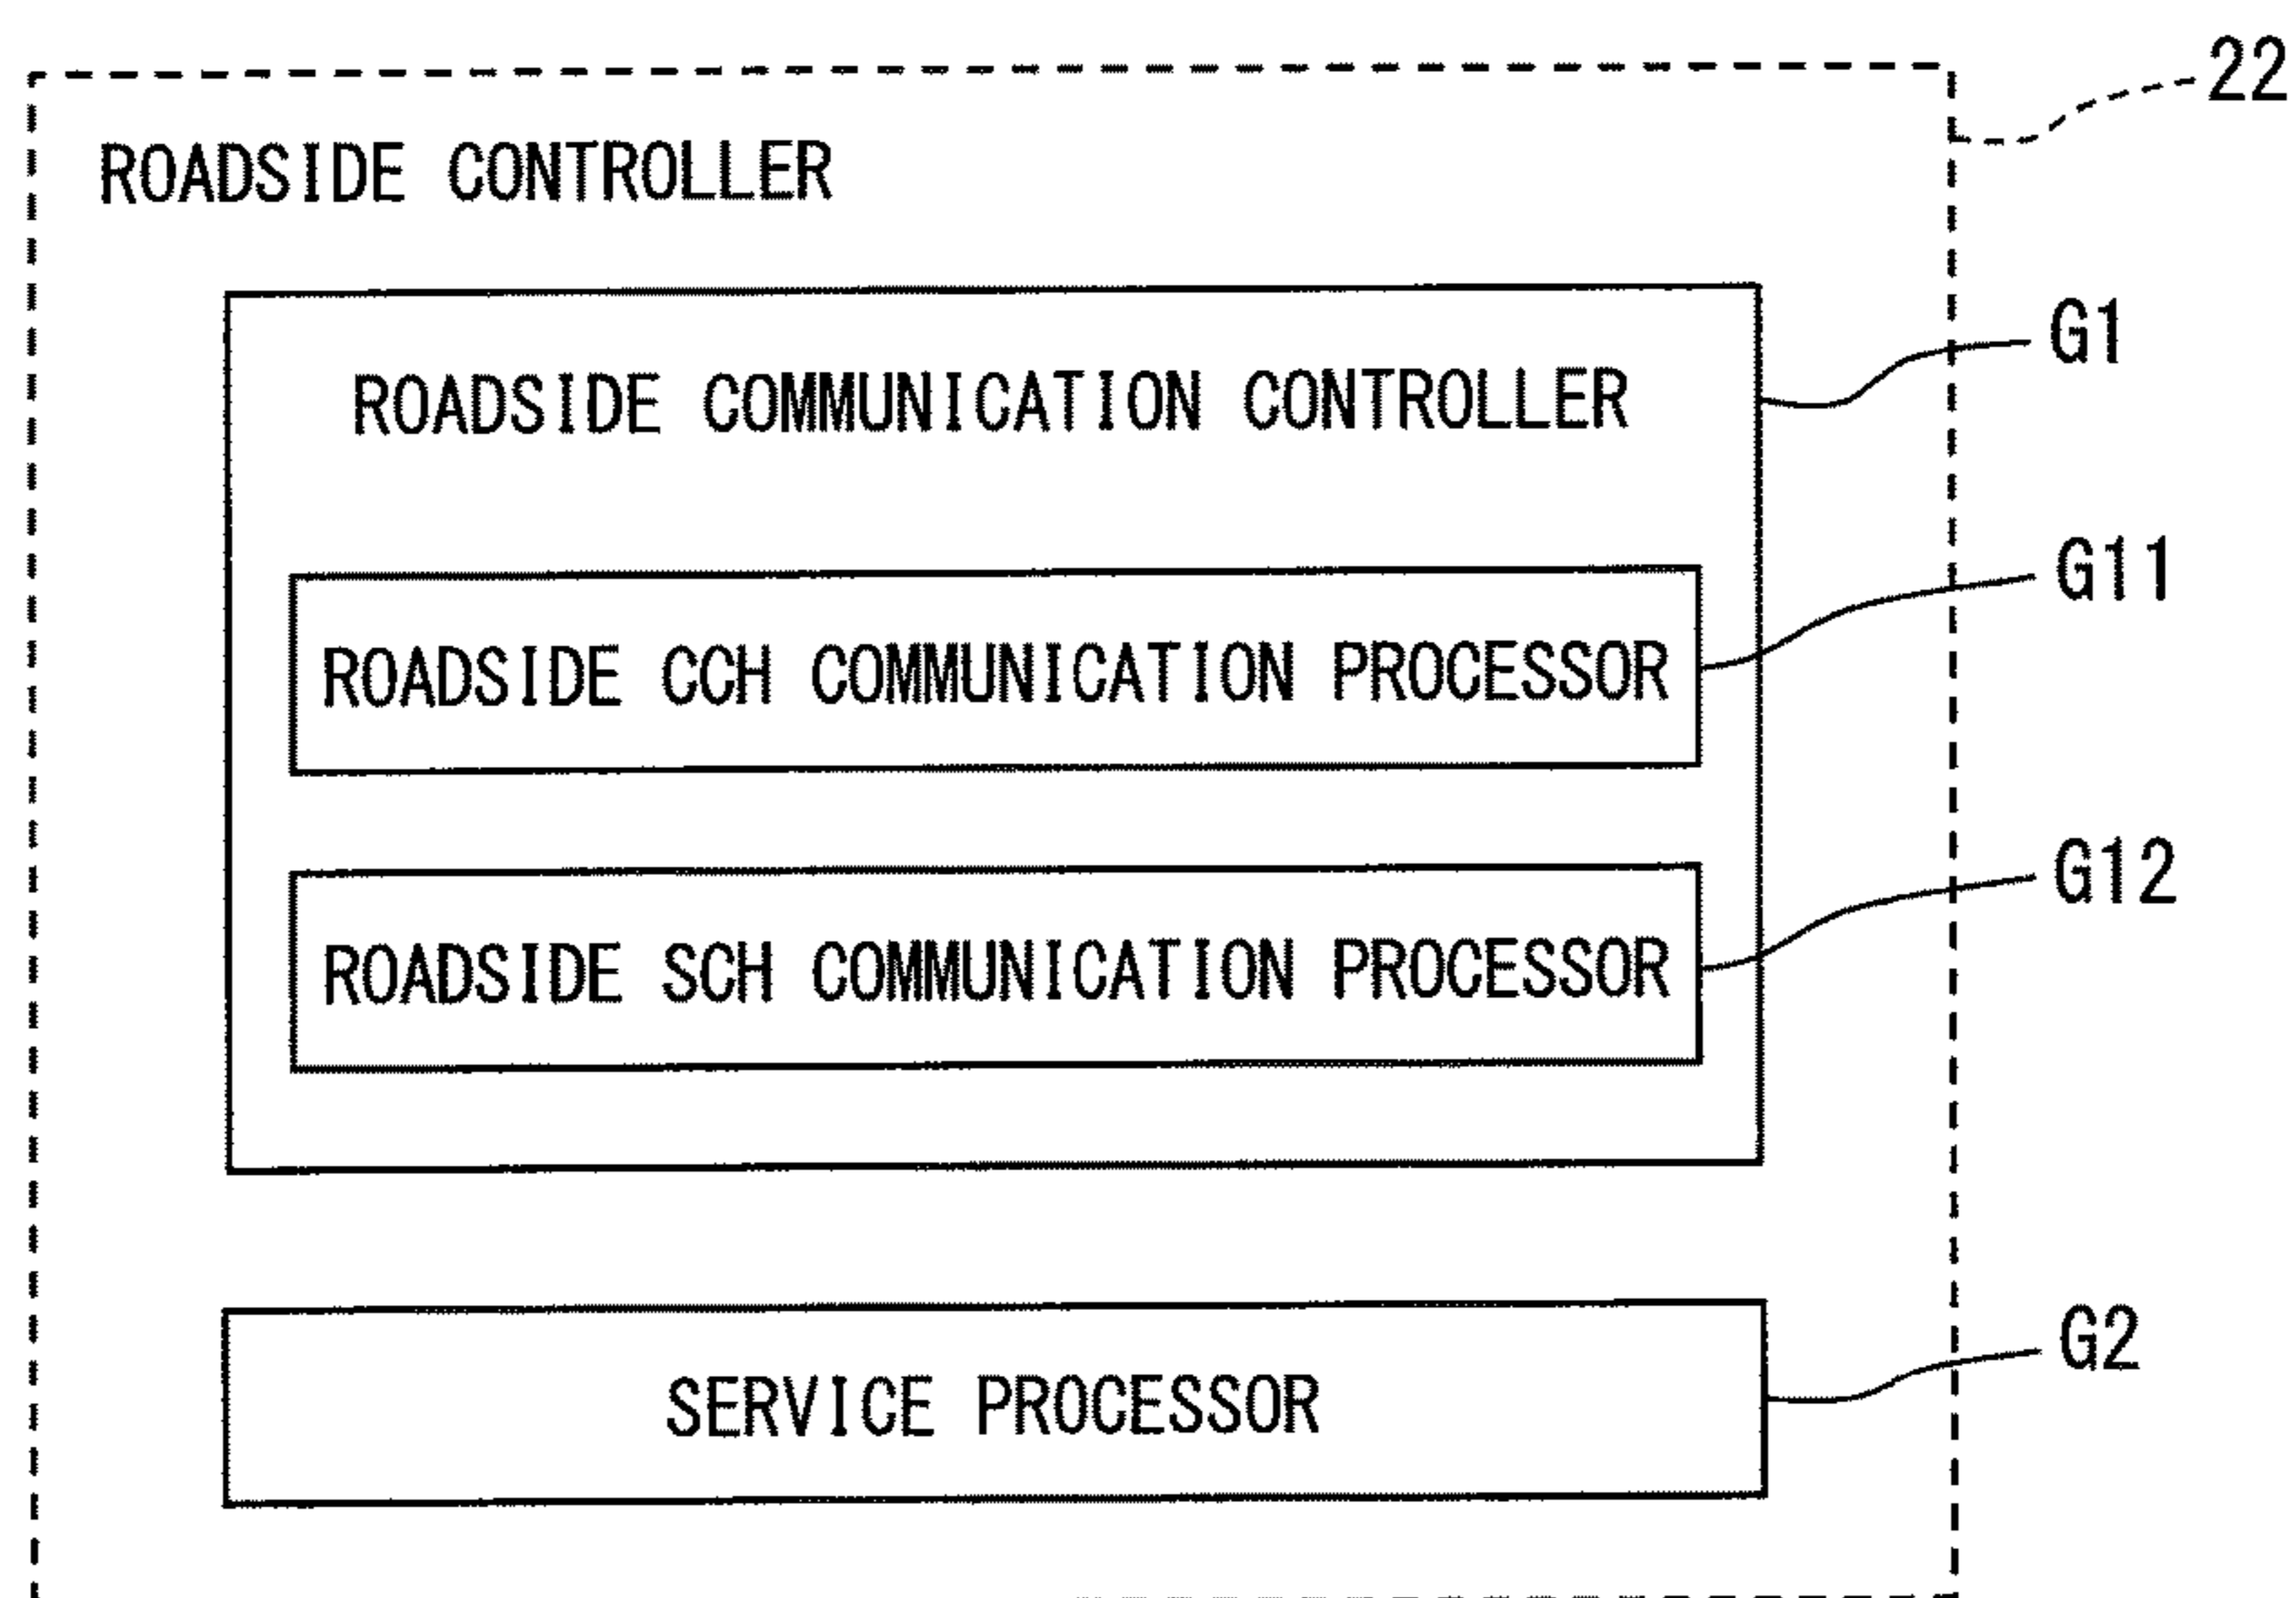 22
ROADSIDE CONTROLLER
G1
ROADSIDE COMMUNICATION CONTROLLER
G11
ROADSIDE CCH COMMUNICATION PROCESSOR
G12
ROADSIDE SCH COMMUNICATION PROCESSOR
G2
SERVICE PROCESSOR